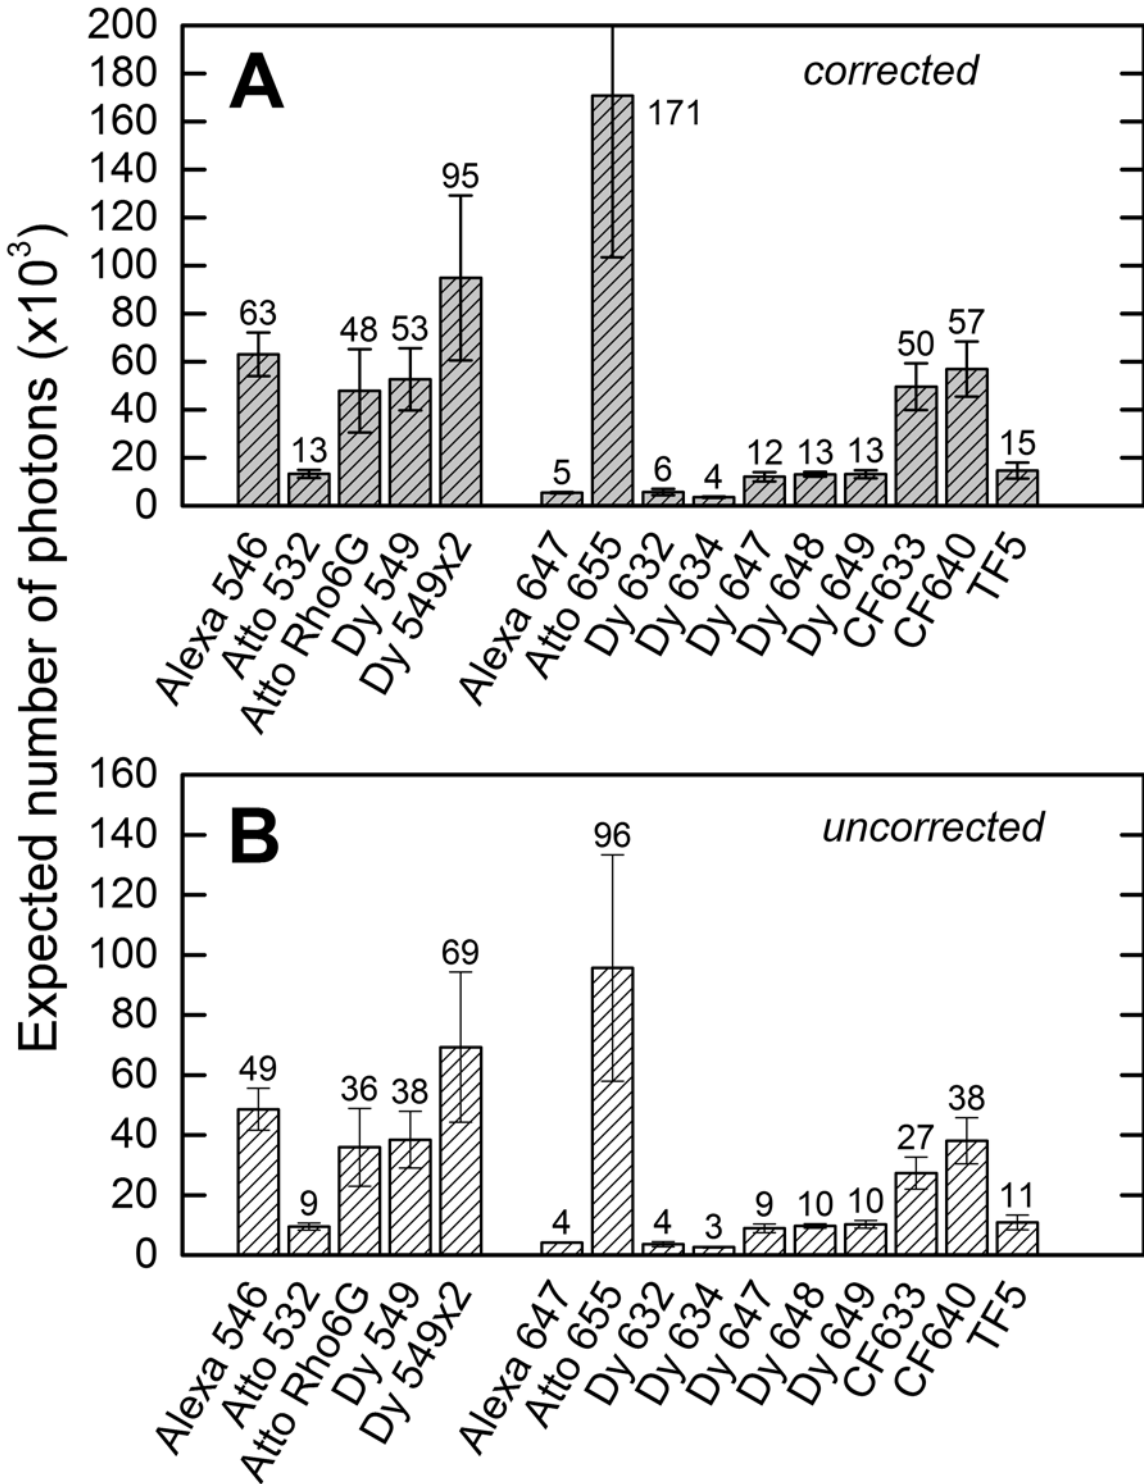 Expected number of photons (x10³)
A
corrected
200
180
160
140
120
100
80
60
40
20
0
63
13
48
53
95
5
171
6
4
12
13
13
50
57
15
Alexa 546
Atto 532
Atto Rho6G
Dy 549
Dy 549x2
Alexa 647
Atto 655
Dy 632
Dy 634
Dy 647
Dy 648
Dy 649
CF633
CF640
TF5
B
uncorrected
160
140
120
100
80
60
40
20
0
49
9
36
38
69
4
96
4
3
9
10
10
27
38
11
Alexa 546
Atto 532
Atto Rho6G
Dy 549
Dy 549x2
Alexa 647
Atto 655
Dy 632
Dy 634
Dy 647
Dy 648
Dy 649
CF633
CF640
TF5